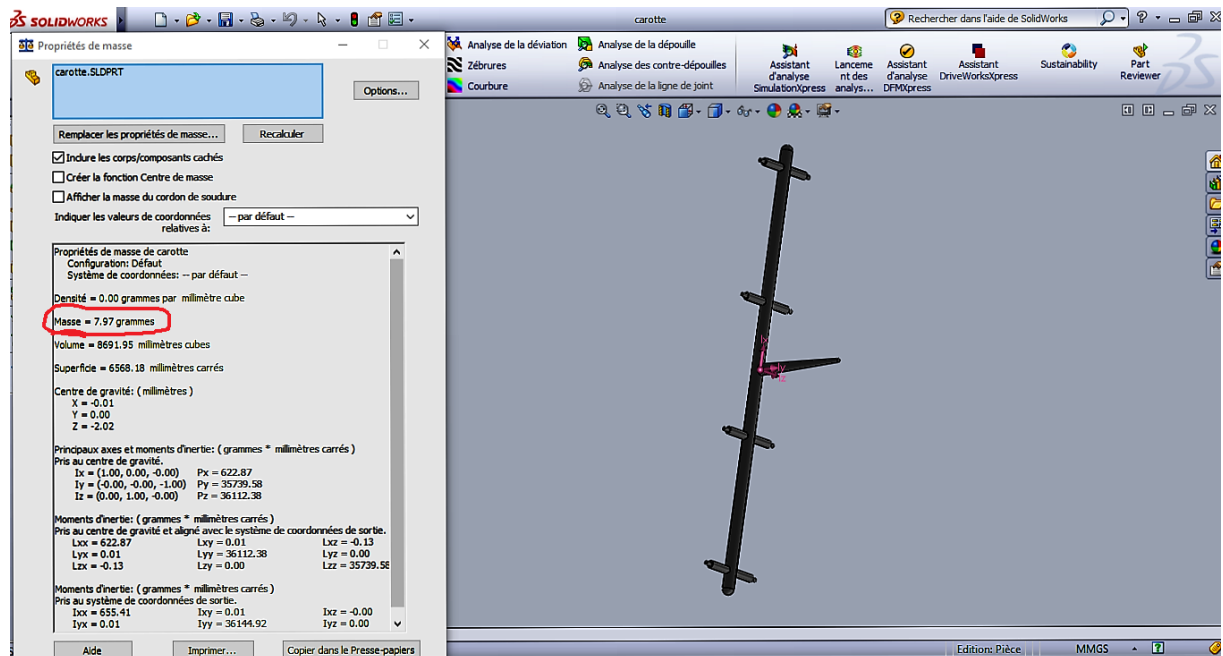 SOLIDWORKS
carotte
Rechercher dans l'aide de SolidWorks
Propriétés de masse
carotte.SLDPRT
Options...
Remplacer les propriétés de masse...
Recalculer
Inclure les corps/composants cachés
Créer la fonction Centre de masse
Afficher la masse du cordon de soudure
Indiquer les valeurs de coordonnées
relatives à:
-- par défaut --
Propriétés de masse de carotte
Configuration: Défaut
Système de coordonnées: -- par défaut --
Densité = 0.00 grammes par millimètre cube
Masse = 7.97 grammes
Volume = 8691.95 millimètres cubes
Superficie = 6568.18 millimètres carrés
Centre de gravité: ( millimètres )
X = -0.01
Y = 0.00
Z = -2.02
Principaux axes et moments d'inertie: ( grammes * millimètres carrés )
Pris au centre de gravité.
Ix = (1.00, 0.00, -0.00) Px = 622.87
Iy = (-0.00, -0.00, -1.00) Py = 35739.58
Iz = (0.00, 1.00, -0.00) Pz = 36112.38
Moments d'inertie: ( grammes * millimètres carrés )
Pris au centre de gravité et aligné avec le système de coordonnées de sortie.
Lxx = 622.87 Lxy = 0.01 Lxz = -0.13
Lyx = 0.01 Lyy = 36112.38 Lyz = 0.00
Lzx = -0.13 Lzy = 0.00 Lzz = 35739.58
Moments d'inertie: ( grammes * millimètres carrés )
Pris au système de coordonnées de sortie.
Ixx = 655.41 Ixy = 0.01 Ixz = -0.00
Iyx = 0.01 Iyy = 36144.92 Iyz = 0.00
Aide
Imprimer...
Copier dans le Presse-papiers
Analyse de la déviation
Zébrures
Courbure
Analyse de la dépouille
Analyse des contre-dépouilles
Analyse de la ligne de joint
Assistant
d'analyse
SimulationXpress
Lanceme
nt des
analys...
Assistant
d'analyse
DFMXpress
Assistant
DriveWorksXpress
Sustainability
Part
Reviewer
Ix
Iy
Iz
Edition: Pièce
MMGS